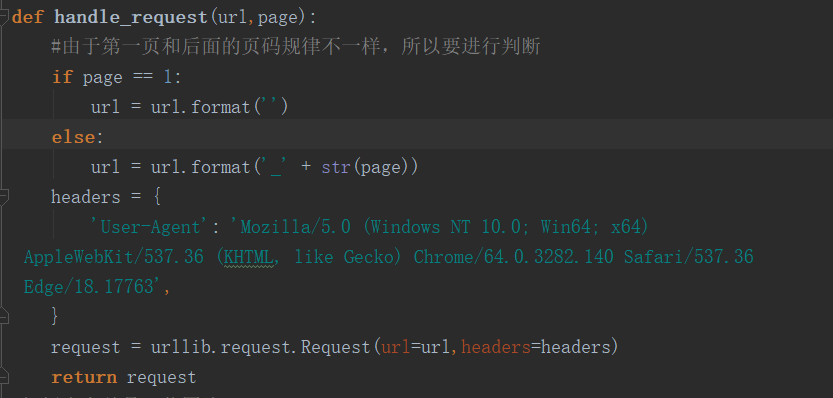 def handle_request(url,page):
    #由于第一页和后面的页码规律不一样，所以要进行判断
    if page == 1:
        url = url.format('')
    else:
        url = url.format('_' + str(page))
    headers = {
        'User-Agent': 'Mozilla/5.0 (Windows NT 10.0; Win64; x64)
AppleWebKit/537.36 (KHTML, like Gecko) Chrome/64.0.3282.140 Safari/537.36
Edge/18.17763',
    }
    request = urllib.request.Request(url=url,headers=headers)
    return request